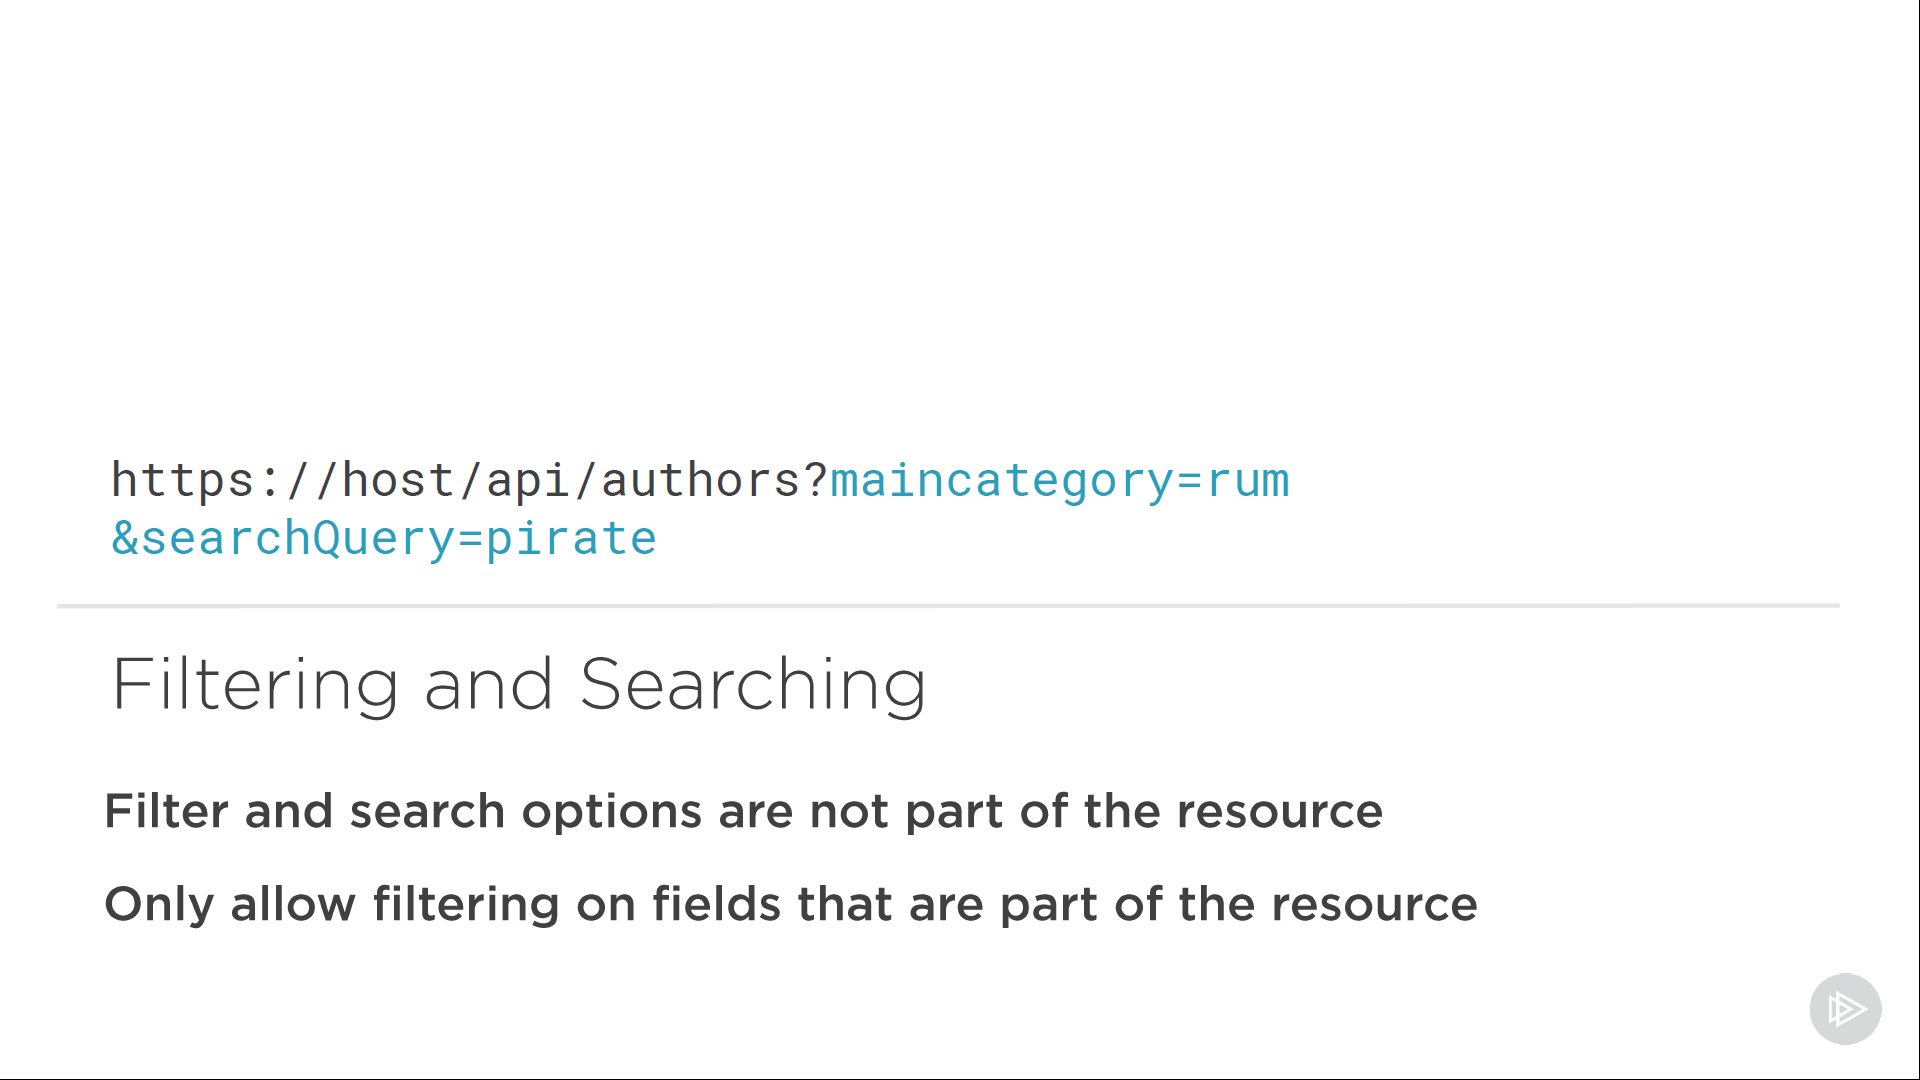 https://host/api/authors?maincategory=rum
&searchQuery=pirate
Filtering and Searching
Filter and search options are not part of the resource
Only allow filtering on fields that are part of the resource